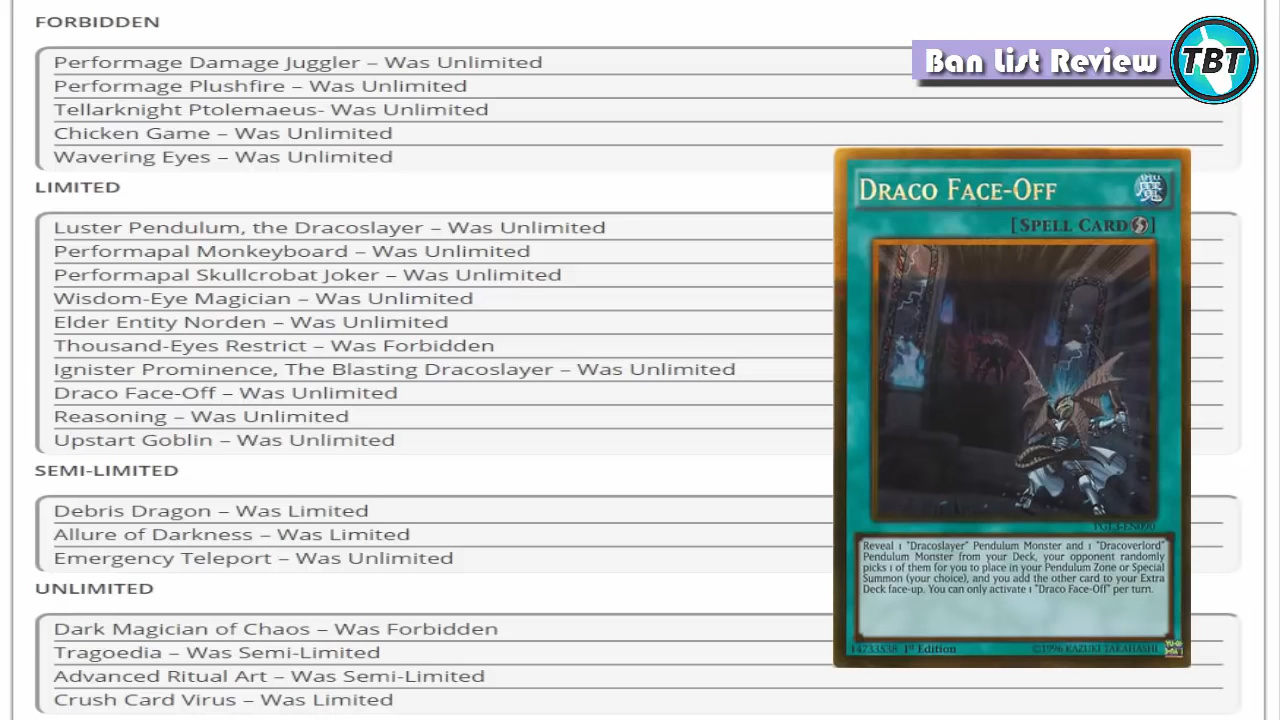 FORBIDDEN
Performage Damage Juggler – Was Unlimited
Performage Plushfire – Was Unlimited
Tellarknight Ptolemaeus- Was Unlimited
Chicken Game – Was Unlimited
Wavering Eyes – Was Unlimited
LIMITED
Luster Pendulum, the Dracoslayer – Was Unlimited
Performapal Monkeyboard – Was Unlimited
Performapal Skullcrobat Joker – Was Unlimited
Wisdom-Eye Magician – Was Unlimited
Elder Entity Norden – Was Unlimited
Thousand-Eyes Restrict – Was Forbidden
Ignister Prominence, The Blasting Dracoslayer – Was Unlimited
Draco Face-Off – Was Unlimited
Reasoning – Was Unlimited
Upstart Goblin – Was Unlimited
SEMI-LIMITED
Debris Dragon – Was Limited
Allure of Darkness – Was Limited
Emergency Teleport – Was Unlimited
UNLIMITED
Dark Magician of Chaos – Was Forbidden
Tragoedia – Was Semi-Limited
Advanced Ritual Art – Was Semi-Limited
Crush Card Virus – Was Limited
Ban List Review
TBT
DRACO FACE-OFF
[SPELL CARD]
Reveal 1 "Dracoslayer" Pendulum Monster and 1 "Dracoverlord"
Pendulum Monster from your Deck, your opponent randomly
picks 1 of them for you to place in your Pendulum Zone or Special
Summon (your choice), and you add the other card to your Extra
Deck face-up. You can only activate 1 "Draco Face-Off" per turn.
14733538 1st Edition
©1996 KAZUKI TAKAHASHI